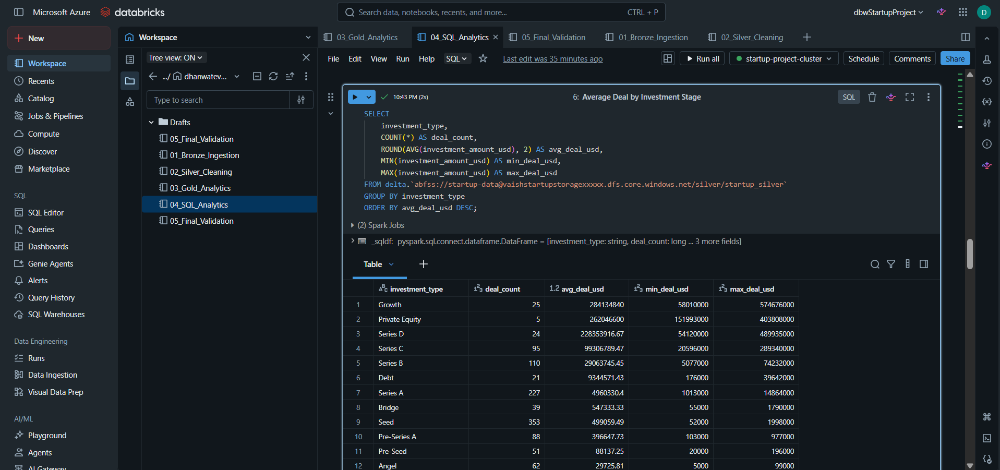 Microsoft Azure databricks
Search data, notebooks, recents, and more... CTRL + P
dbwStartupProject
D
New
Workspace
Recents
Catalog
Jobs & Pipelines
Compute
Discover
Marketplace
SQL
SQL Editor
Queries
Dashboards
Genie Agents
Alerts
Query History
SQL Warehouses
Data Engineering
Runs
Data Ingestion
Visual Data Prep
AI/ML
Playground
Agents
AI Gateway
Workspace
Tree view: ON
.../ dhanwatev...
Type to search
Drafts
05_Final_Validation
01_Bronze_Ingestion
02_Silver_Cleaning
03_Gold_Analytics
04_SQL_Analytics
05_Final_Validation
03_Gold_Analytics 04_SQL_Analytics 05_Final_Validation 01_Bronze_Ingestion 02_Silver_Cleaning
File Edit View Run Help SQL Last edit was 35 minutes ago Run all startup-project-cluster Schedule Comments Share
10:43 PM (2s) 6: Average Deal by Investment Stage SQL
SELECT
investment_type,
COUNT(*) AS deal_count,
ROUND(AVG(investment_amount_usd), 2) AS avg_deal_usd,
MIN(investment_amount_usd) AS min_deal_usd,
MAX(investment_amount_usd) AS max_deal_usd
FROM delta.`abfss://startup-data@vaishstartupstoragexxxxx.dfs.core.windows.net/silver/startup_silver`
GROUP BY investment_type
ORDER BY avg_deal_usd DESC;
(2) Spark Jobs
_sqldf: pyspark.sql.connect.dataframe.DataFrame = [investment_type: string, deal_count: long ... 3 more fields]
Table
investment_type deal_count 1.2 avg_deal_usd min_deal_usd max_deal_usd
1 Growth 25 284134840 58010000 574676000
2 Private Equity 5 262046600 151993000 403808000
3 Series D 24 228353916.67 54120000 489935000
4 Series C 95 99306789.47 20596000 289340000
5 Series B 110 29063745.45 5077000 74232000
6 Debt 21 9344571.43 176000 39642000
7 Series A 227 4960330.4 1013000 14864000
8 Bridge 39 547333.33 55000 1790000
9 Seed 353 499059.49 52000 1998000
10 Pre-Series A 88 396647.73 103000 977000
11 Pre-Seed 51 88137.25 20000 196000
12 Angel 62 29725.81 5000 99000